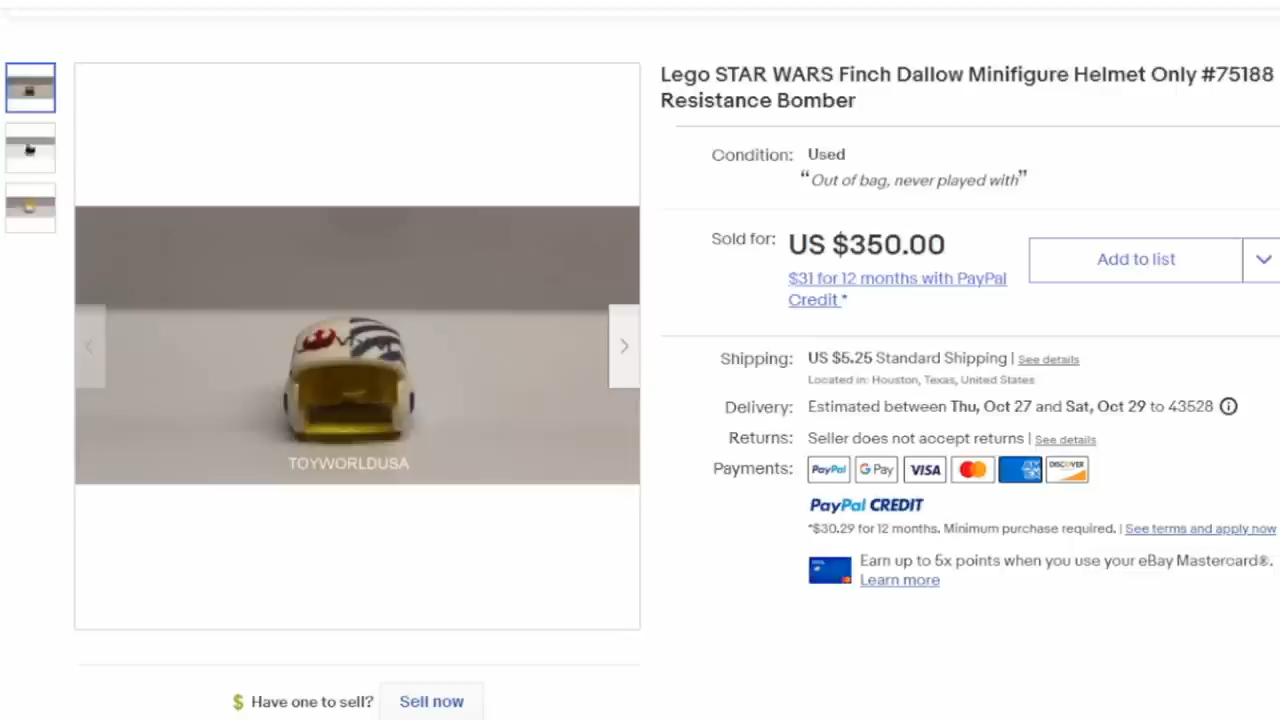 Lego STAR WARS Finch Dallow Minifigure Helmet Only #75188
Resistance Bomber
Condition: Used
“Out of bag, never played with”
Sold for: US $350.00
Add to list
$31 for 12 months with PayPal
Credit *
Shipping: US $5.25 Standard Shipping | See details
Located in: Houston, Texas, United States
Delivery: Estimated between Thu, Oct 27 and Sat, Oct 29 to 43528
Returns: Seller does not accept returns | See details
Payments: PayPal G Pay VISA DISCOVER
PayPal CREDIT
*$30.29 for 12 months. Minimum purchase required. | See terms and apply now
Earn up to 5x points when you use your eBay Mastercard®.
Learn more
TOYWORLDUSA
$ Have one to sell? Sell now